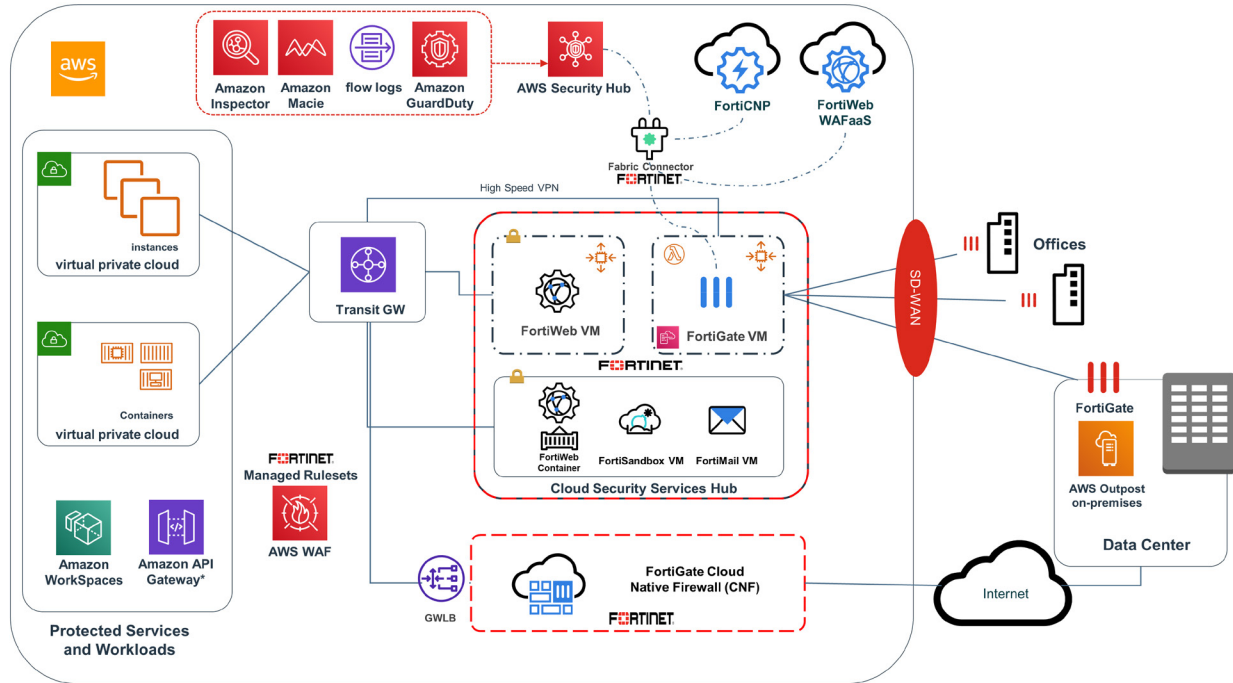 aws
Amazon
Inspector
Amazon
Macie
flow logs
Amazon
GuardDuty
AWS Security Hub
FortiCNP
FortiWeb
WAFaaS
Fabric Connector
FORTINET
High Speed VPN
instances
virtual private cloud
Containers
virtual private cloud
Transit GW
FortiWeb VM
FortiGate VM
FORTINET
FortiWeb
Container
FortiSandbox VM
FortiMail VM
Cloud Security Services Hub
SD-WAN
Offices
FortiGate
AWS Outpost
on-premises
Data Center
FORTINET
Managed Rulesets
AWS WAF
Amazon
WorkSpaces
Amazon API
Gateway*
Protected Services
and Workloads
GWLB
FortiGate Cloud
Native Firewall (CNF)
FORTINET
Internet